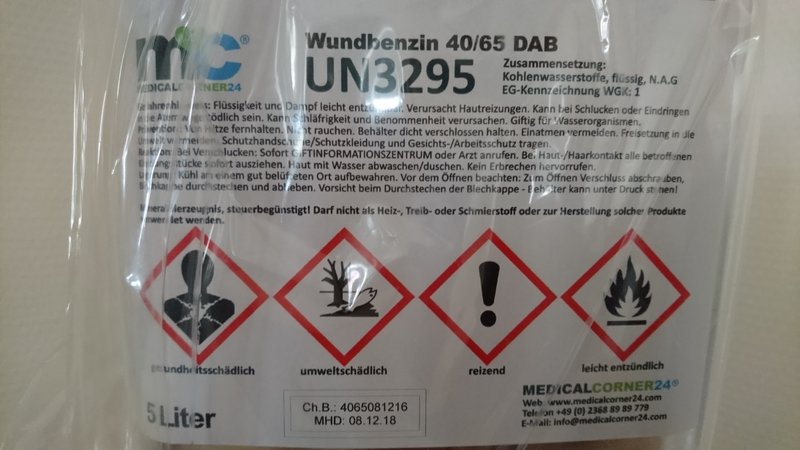 mc®
MEDICALCORNER24
Wundbenzin 40/65 DAB
UN3295
Zusammensetzung:
Kohlenwasserstoffe, flüssig, N.A.G
EG-Kennzeichnung WGK: 1
Flüssigkeit und Dampf leicht entzündbar. Verursacht Hautreizungen. Kann bei Schlucken oder Eindringen
tödlich sein. Kann Schläfrigkeit und Benommenheit verursachen. Giftig für Wasserorganismen.
Von Hitze fernhalten. Nicht rauchen. Behälter dicht verschlossen halten. Einatmen vermeiden. Freisetzung in die
Umwelt vermeiden. Schutzhandschuhe/Schutzkleidung und Gesichts-/Arbeitsschutz tragen.
Reaktion: Bei Verschlucken: Sofort GIFTINFORMATIONSZENTRUM oder Arzt anrufen. Bei Haut-/Haarkontakt alle betroffenen
sofort ausziehen. Haut mit Wasser abwaschen/duschen. Kein Erbrechen hervorrufen.
Kühl an einem gut belüfteten Ort aufbewahren. Vor dem Öffnen beachten: Zum Öffnen Verschluss abschrauben,
Blechkappe durchstechen und abheben. Vorsicht beim Durchstechen der Blechkappe - Behälter kann unter Druck stehen!
Mineralölerzeugnis, steuerbegünstigt! Darf nicht als Heiz-, Treib- oder Schmierstoff oder zur Herstellung solcher Produkte
verwendet werden.
gesundheitsschädlich
umweltschädlich
reizend
leicht entzündlich
5 Liter
Ch.B.: 4065081216
MHD: 08.12.18
MEDICALCORNER24®
Web: www.medicalcorner24.com
Telefon +49 (0) 2368 89 89 779
E-Mail: info@medicalcorner24.com